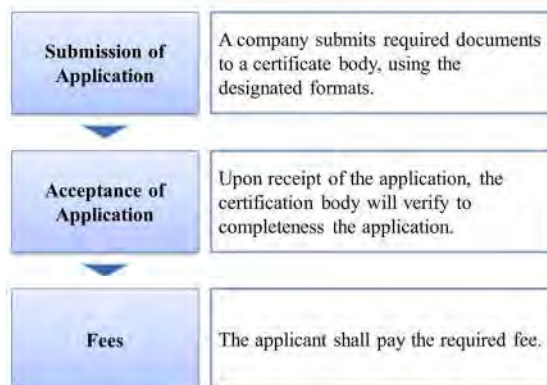 Submission of
Application
A company submits required documents
to a certificate body, using the
designated formats.
Acceptance of
Application
Upon receipt of the application, the
certification body will verify to
completeness the application.
Fees
The applicant shall pay the required fee.